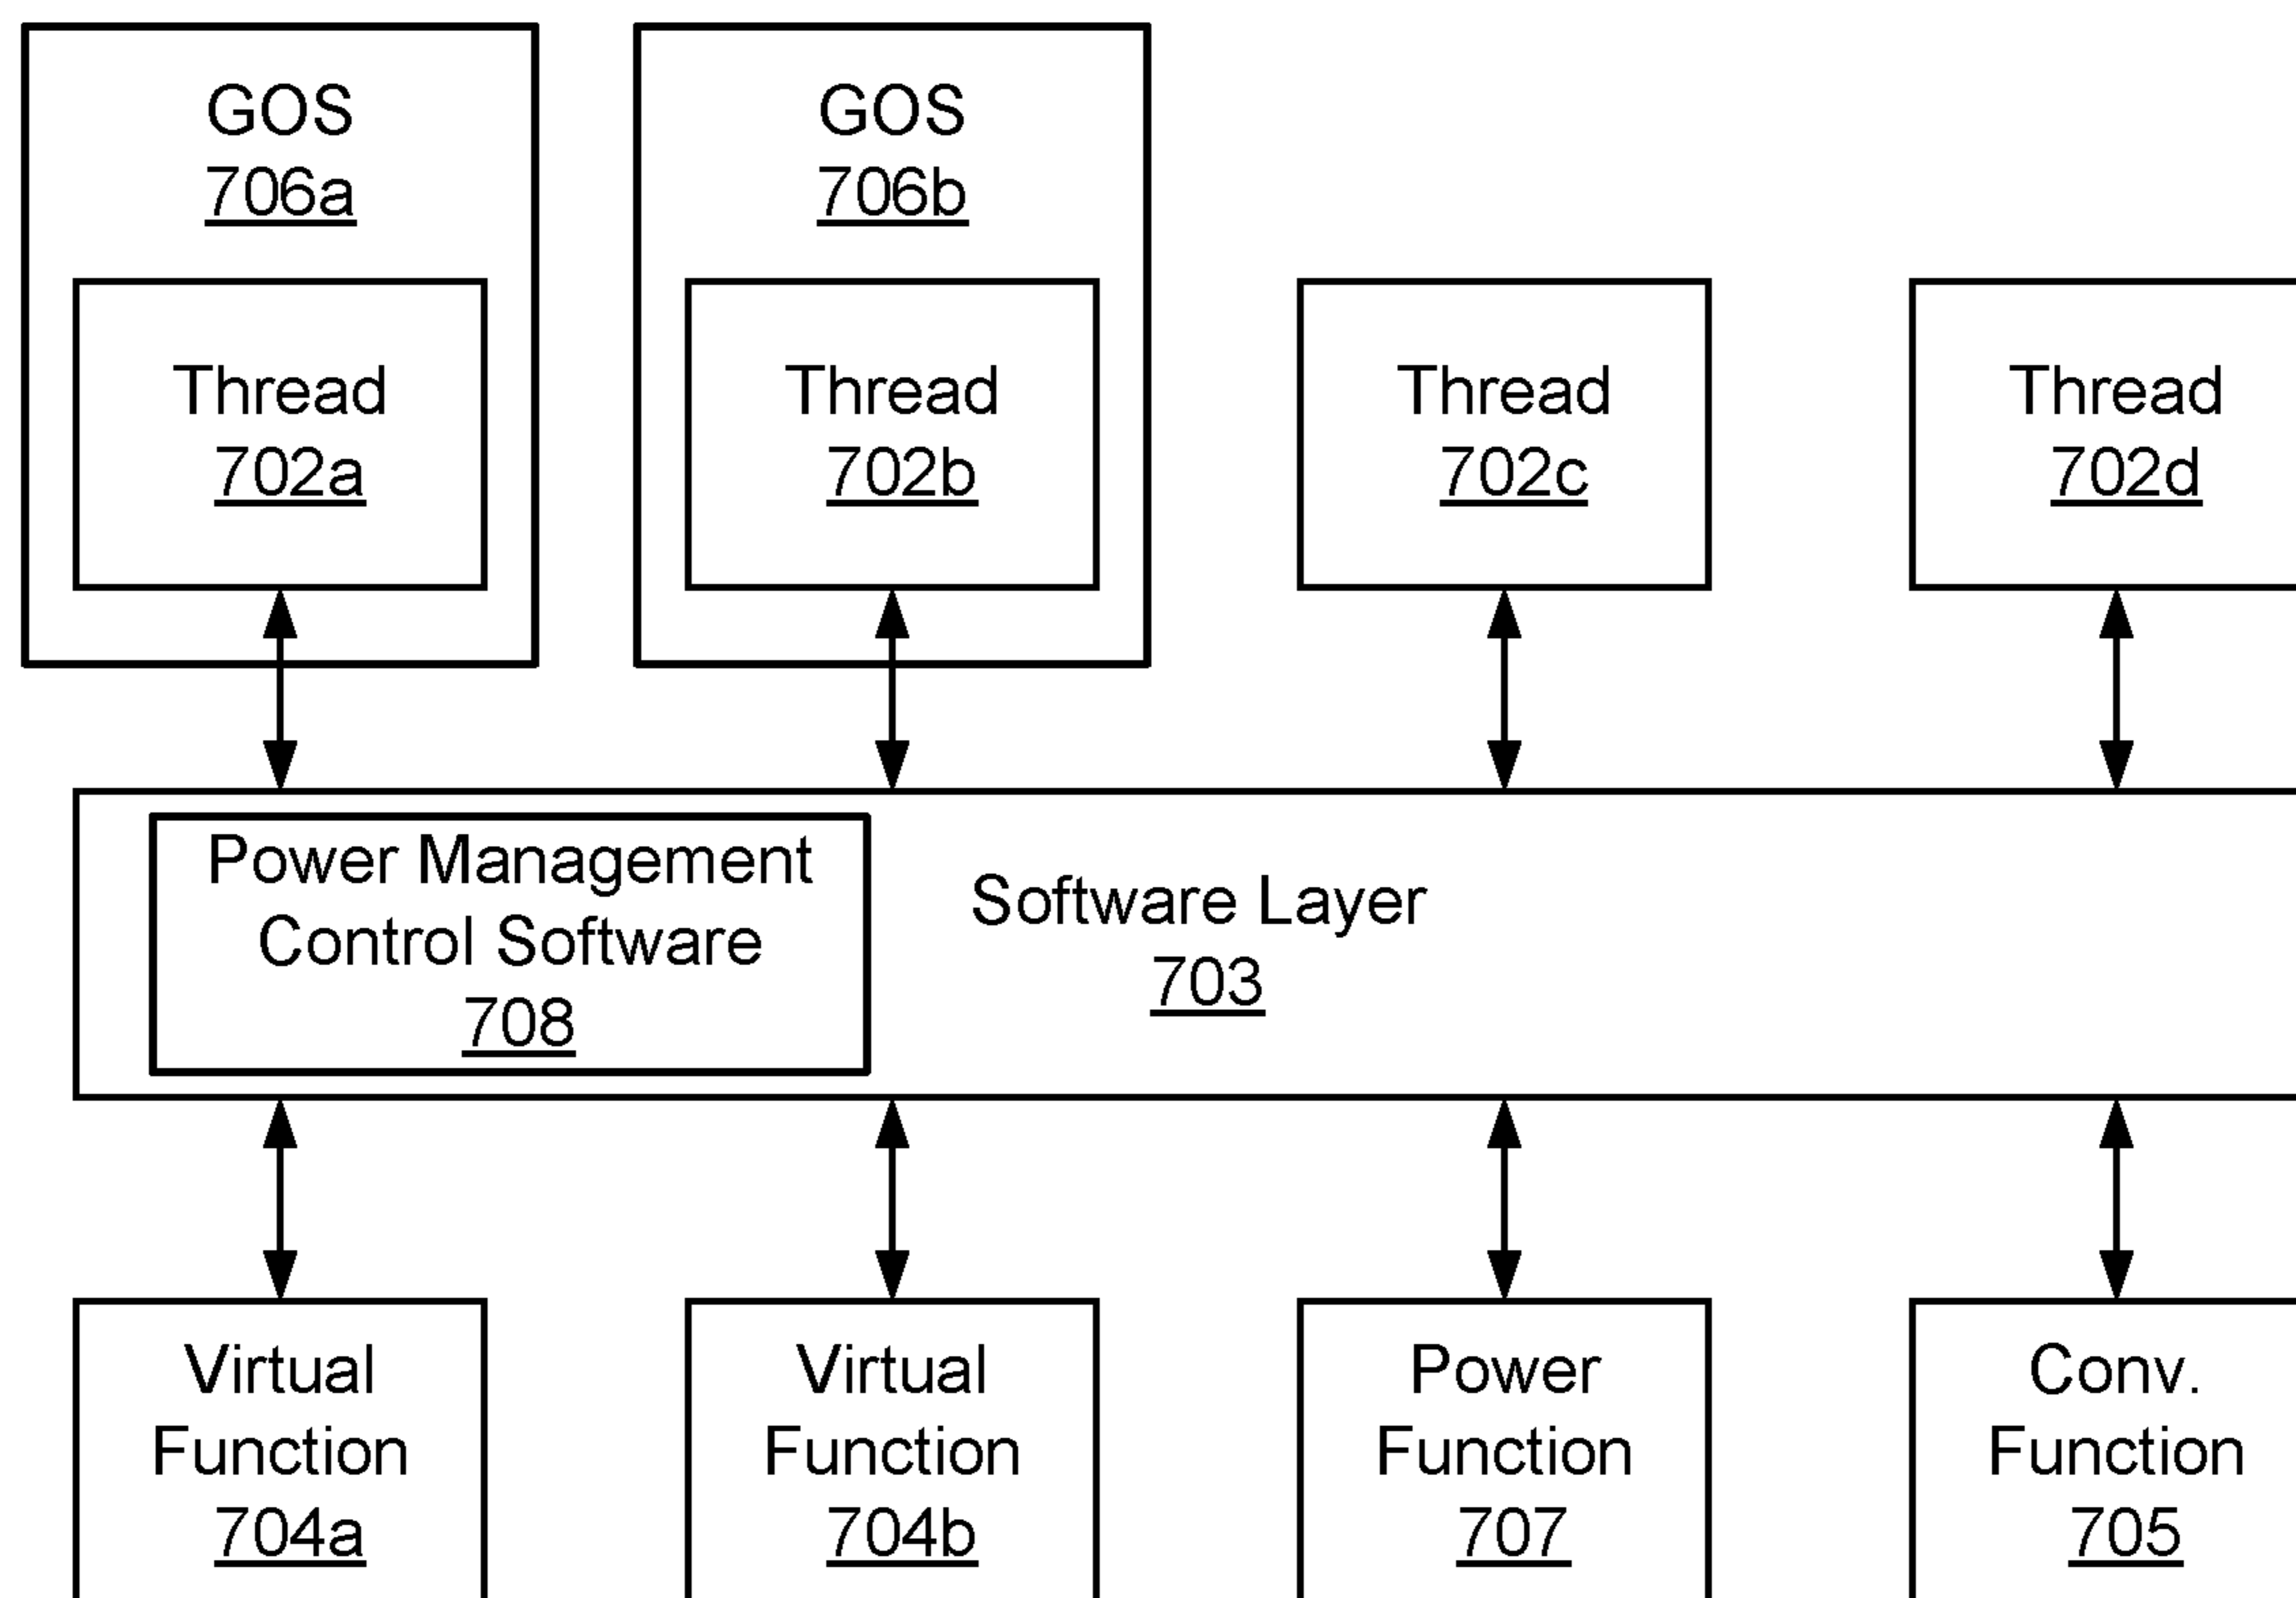 GOS
706a
GOS
706b
Thread
702a
Thread
702b
Thread
702c
Thread
702d
Power Management
Control Software
708
Software Layer
703
Virtual
Function
704a
Virtual
Function
704b
Power
Function
707
Conv.
Function
705